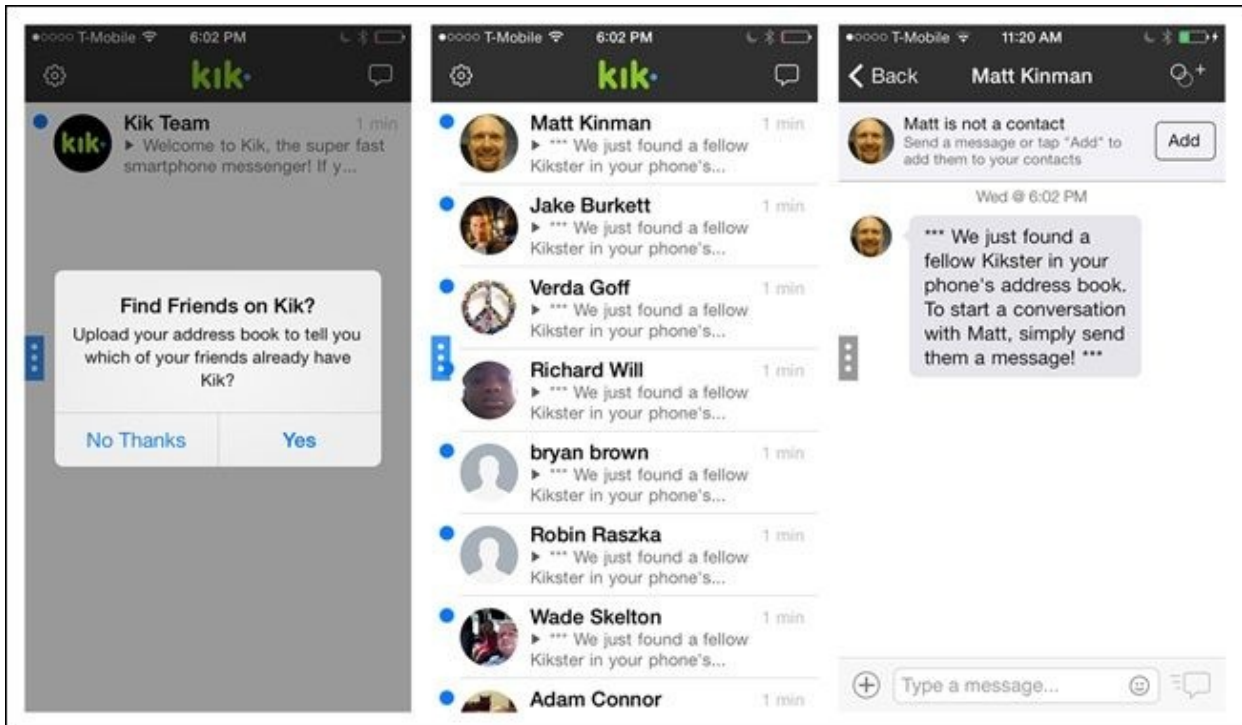 T-Mobile 6:02 PM
kik
Kik Team 1 min
Welcome to Kik, the super fast
smartphone messenger! If y...
Find Friends on Kik?
Upload your address book to tell you
which of your friends already have
Kik?
No Thanks Yes
T-Mobile 6:02 PM
kik
Matt Kinman 1 min
*** We just found a fellow
Kikster in your phone's...
Jake Burkett 1 min
*** We just found a fellow
Kikster in your phone's...
Verda Goff 1 min
*** We just found a fellow
Kikster in your phone's...
Richard Will 1 min
*** We just found a fellow
Kikster in your phone's...
bryan brown 1 min
*** We just found a fellow
Kikster in your phone's...
Robin Raszka 1 min
*** We just found a fellow
Kikster in your phone's...
Wade Skelton 1 min
*** We just found a fellow
Kikster in your phone's...
Adam Connor
T-Mobile 11:20 AM
Back Matt Kinman
Matt is not a contact
Send a message or tap "Add" to
add them to your contacts
Add
Wed @ 6:02 PM
*** We just found a
fellow Kikster in your
phone's address book.
To start a conversation
with Matt, simply send
them a message! ***
Type a message...